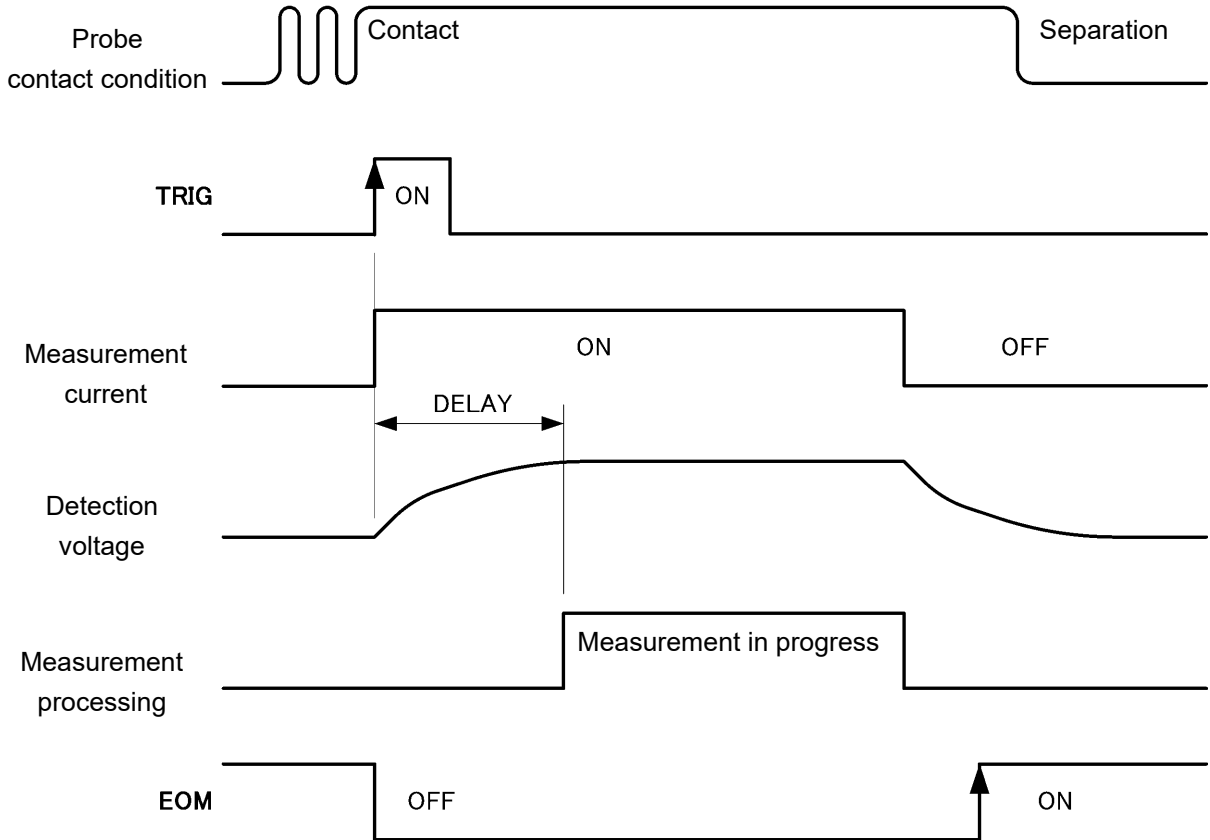 Probe
contact condition
Contact
Separation
TRIG
ON
Measurement
current
ON
OFF
DELAY
Detection
voltage
Measurement
processing
Measurement in progress
EOM
OFF
ON